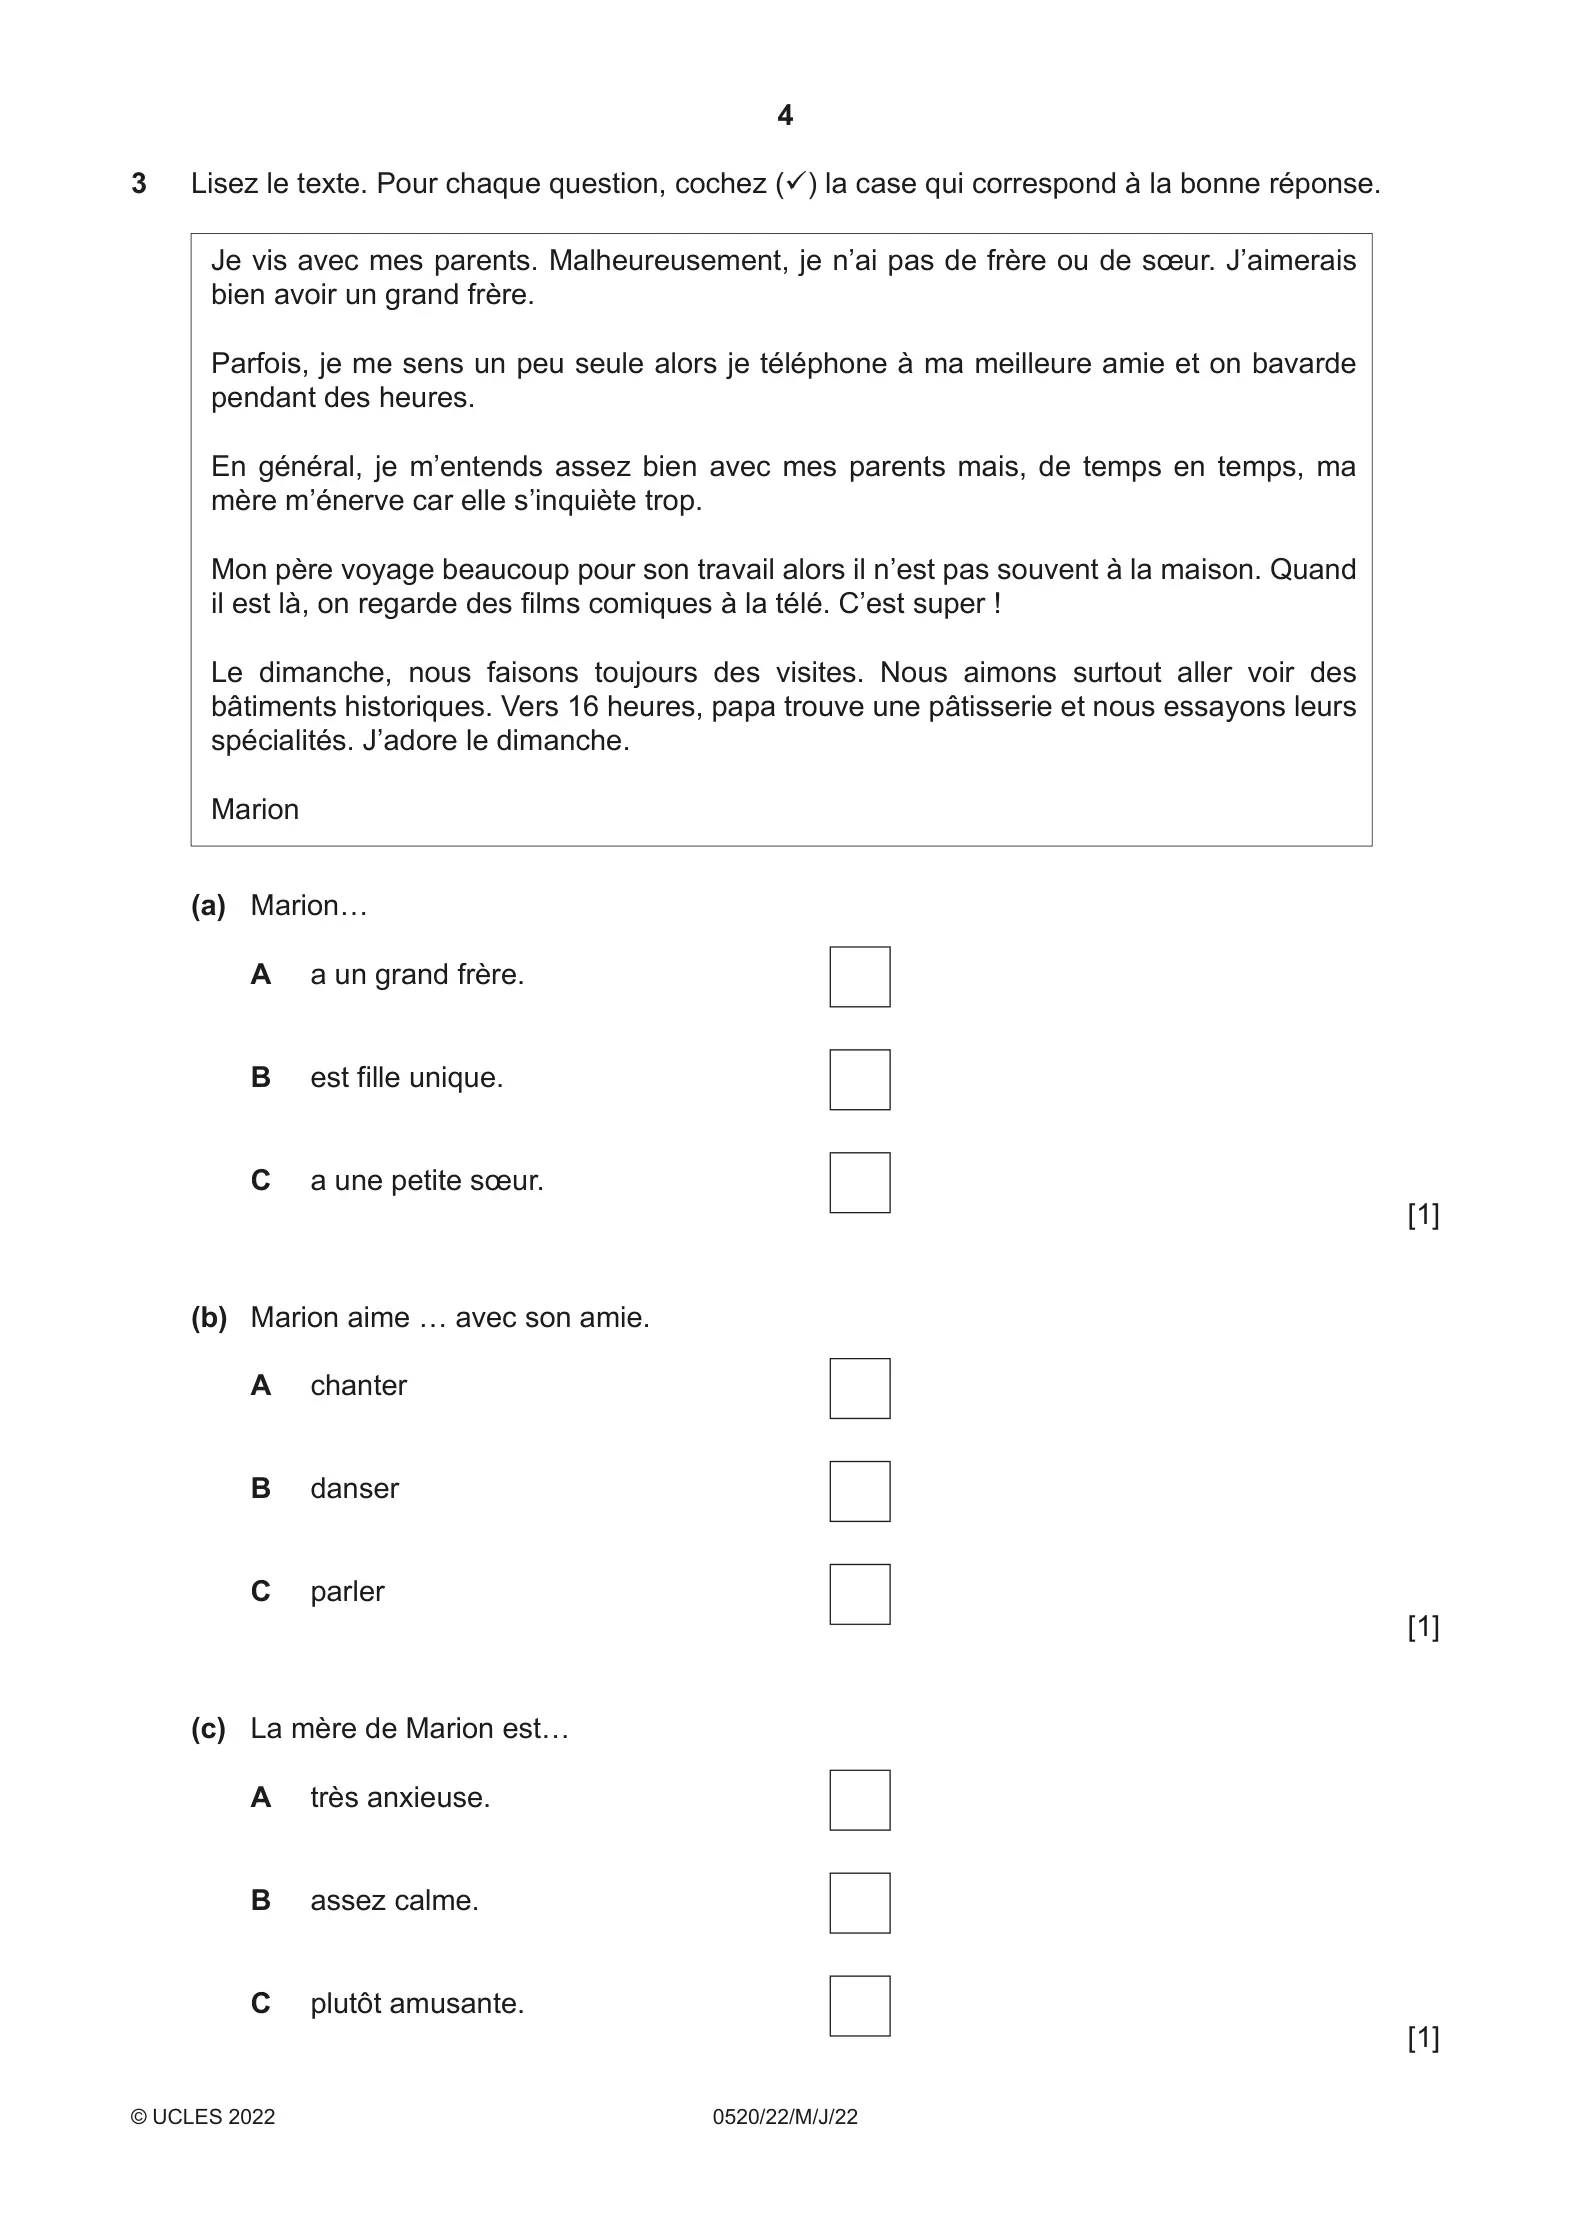 4
3 Lisez le texte. Pour chaque question, cochez (✓) la case qui correspond à la bonne réponse.
Je vis avec mes parents. Malheureusement, je n’ai pas de frère ou de sœur. J’aimerais
bien avoir un grand frère.
Parfois, je me sens un peu seule alors je téléphone à ma meilleure amie et on bavarde
pendant des heures.
En général, je m’entends assez bien avec mes parents mais, de temps en temps, ma
mère m’énerve car elle s’inquiète trop.
Mon père voyage beaucoup pour son travail alors il n’est pas souvent à la maison. Quand
il est là, on regarde des films comiques à la télé. C’est super !
Le dimanche, nous faisons toujours des visites. Nous aimons surtout aller voir des
bâtiments historiques. Vers 16 heures, papa trouve une pâtisserie et nous essayons leurs
spécialités. J’adore le dimanche.
Marion
(a) Marion…
A a un grand frère.
B est fille unique.
C a une petite sœur.
[1]
(b) Marion aime … avec son amie.
A chanter
B danser
C parler
[1]
(c) La mère de Marion est…
A très anxieuse.
B assez calme.
C plutôt amusante.
[1]
© UCLES 2022 0520/22/M/J/22